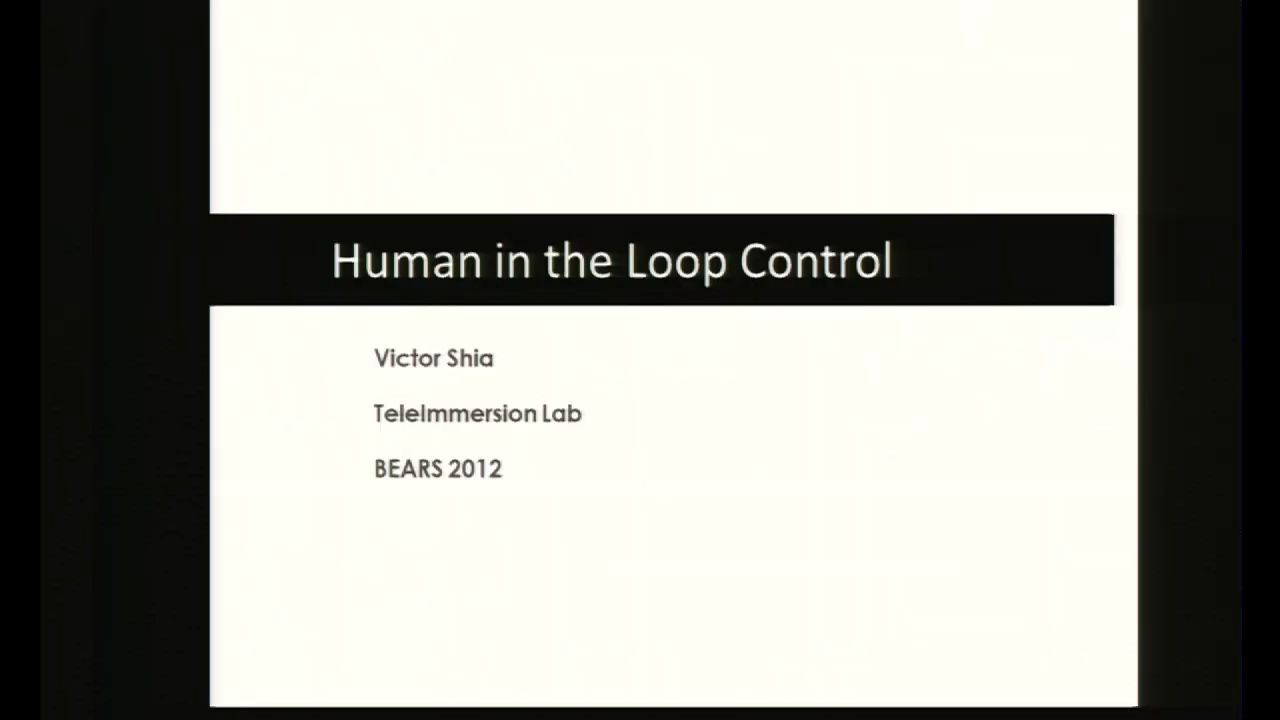 Human in the Loop Control
Victor Shia
TeleImmersion Lab
BEARS 2012